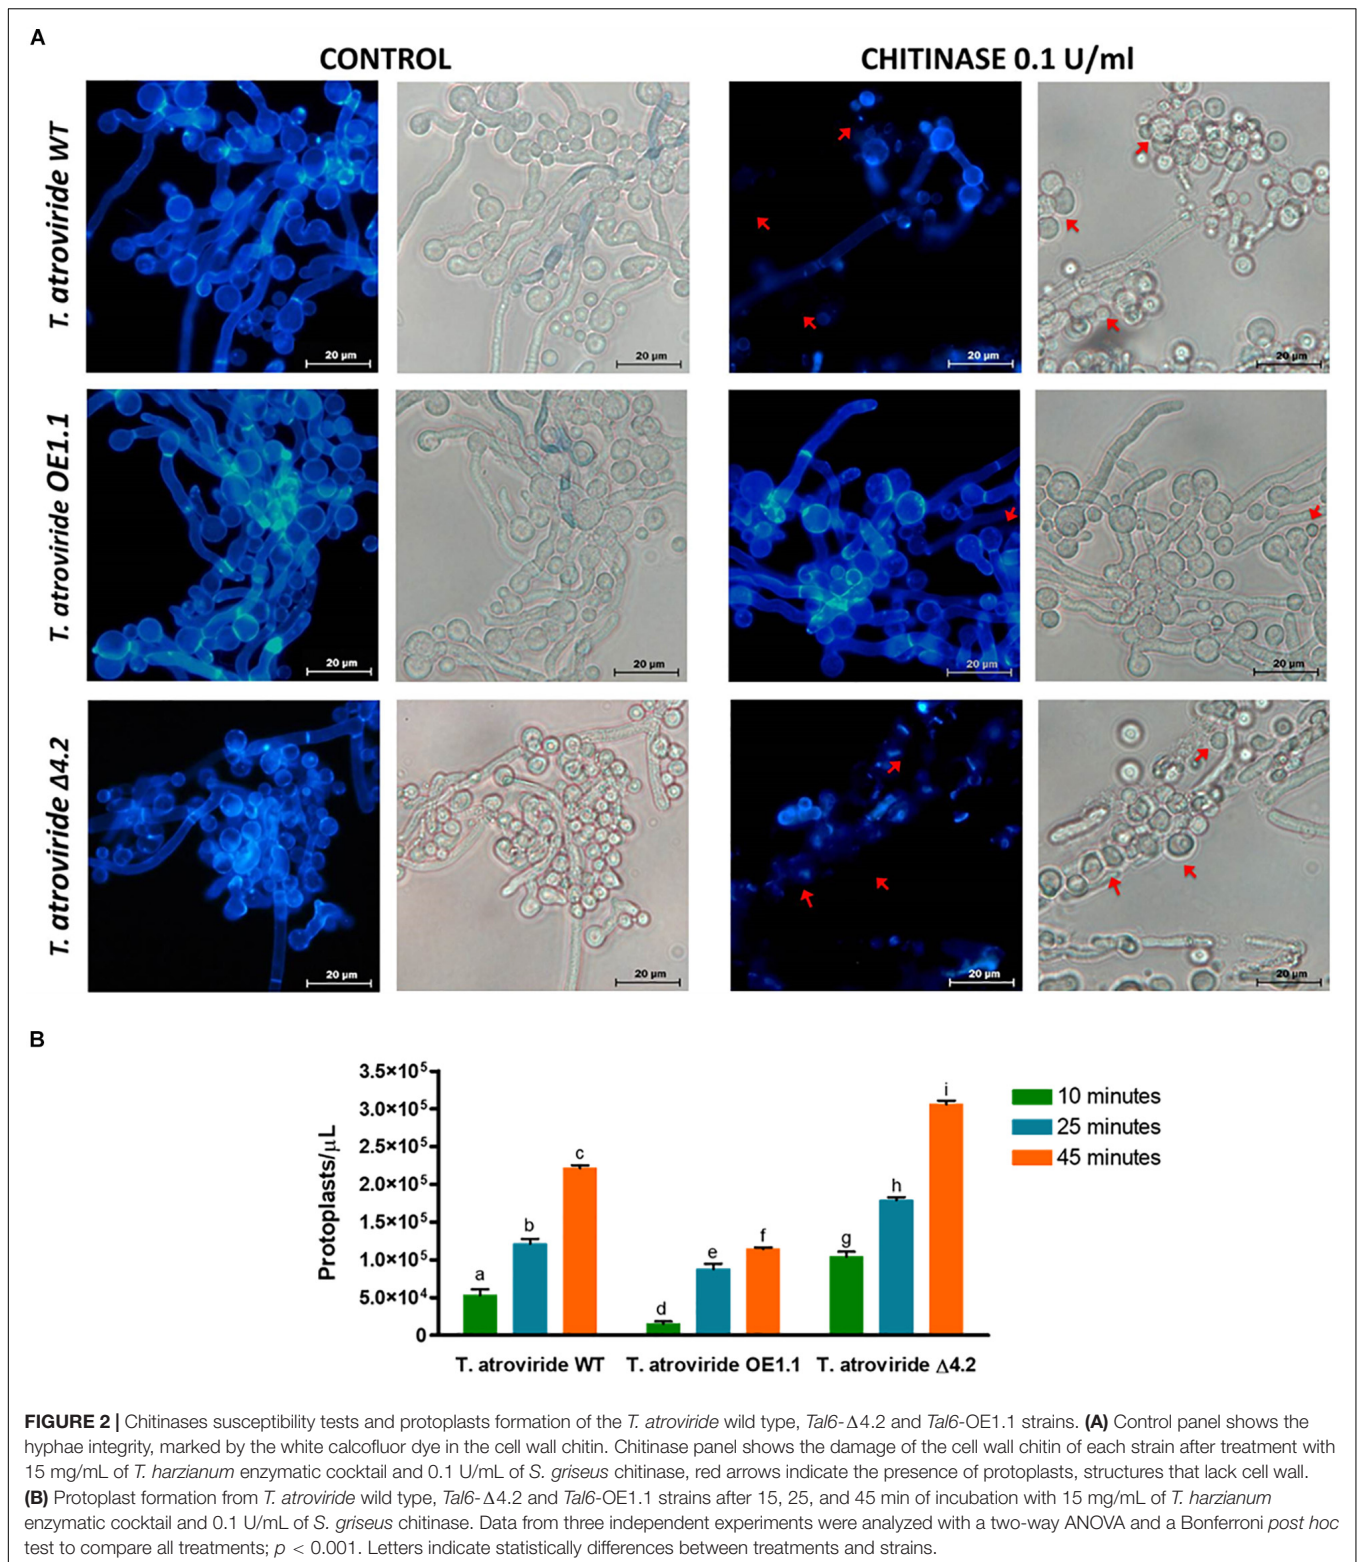 A
CONTROL
CHITINASE 0.1 U/ml
T. atroviride WT
20 µm
20 µm
20 µm
20 µm
T. atroviride OE1.1
20 µm
20 µm
20 µm
20 µm
T. atroviride Δ4.2
20 µm
20 µm
20 µm
20 µm
B
Protoplasts/µL
3.5×10⁵
3.0×10⁵
2.5×10⁵
2.0×10⁵
1.5×10⁵
1.0×10⁵
5.0×10⁴
0
a
b
c
d
e
f
g
h
i
10 minutes
25 minutes
45 minutes
T. atroviride WT
T. atroviride OE1.1
T. atroviride Δ4.2
FIGURE 2 | Chitinases susceptibility tests and protoplasts formation of the T. atroviride wild type, Tal6-Δ4.2 and Tal6-OE1.1 strains. (A) Control panel shows the
hyphae integrity, marked by the white calcofluor dye in the cell wall chitin. Chitinase panel shows the damage of the cell wall chitin of each strain after treatment with
15 mg/mL of T. harzianum enzymatic cocktail and 0.1 U/mL of S. griseus chitinase, red arrows indicate the presence of protoplasts, structures that lack cell wall.
(B) Protoplast formation from T. atroviride wild type, Tal6-Δ4.2 and Tal6-OE1.1 strains after 15, 25, and 45 min of incubation with 15 mg/mL of T. harzianum
enzymatic cocktail and 0.1 U/mL of S. griseus chitinase. Data from three independent experiments were analyzed with a two-way ANOVA and a Bonferroni post hoc
test to compare all treatments; p < 0.001. Letters indicate statistically differences between treatments and strains.